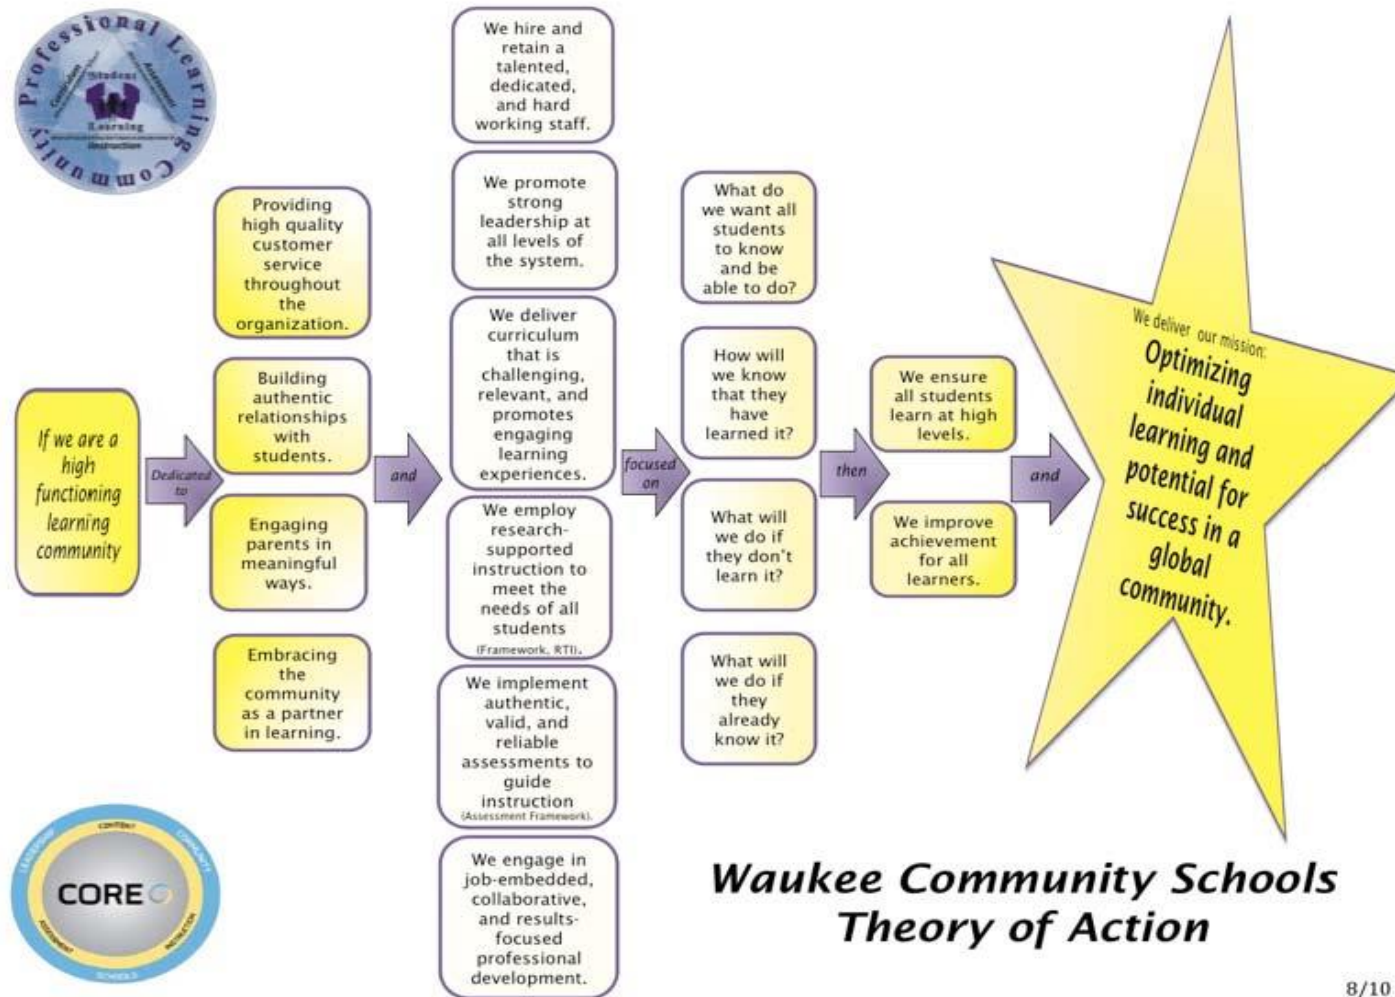 Professional Learning Community
Curriculum
Assessment
Student
Learning
Instruction
If we are a
high
functioning
learning
community
Dedicated
to
Providing
high quality
customer
service
throughout
the
organization.
Building
authentic
relationships
with
students.
Engaging
parents in
meaningful
ways.
Embracing
the
community
as a partner
in learning.
and
We hire and
retain a
talented,
dedicated,
and hard
working staff.
We promote
strong
leadership at
all levels of
the system.
We deliver
curriculum
that is
challenging,
relevant, and
promotes
engaging
learning
experiences.
We employ
research-
supported
instruction to
meet the
needs of all
students
(Framework, RTI).
We implement
authentic,
valid, and
reliable
assessments to
guide
instruction
(Assessment Framework).
We engage in
job-embedded,
collaborative,
and results-
focused
professional
development.
focused
on
What do
we want all
students
to know
and be
able to do?
How will
we know
that they
have
learned it?
What will
we do if
they don't
learn it?
What will
we do if
they
already
know it?
then
We ensure
all students
learn at high
levels.
We improve
achievement
for all
learners.
and
We deliver our mission:
Optimizing
individual
learning and
potential for
success in a
global
community.
LEADERSHIP
COMMUNITY
SCHOOLS
CONTENT
INSTRUCTION
ASSESSMENT
CORE
Waukee Community Schools
Theory of Action
8/10